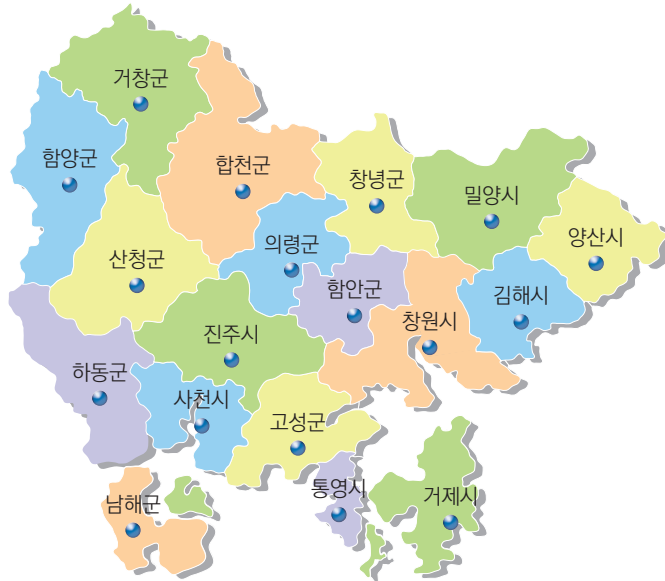 거창군
함양군
합천군
창녕군
밀양시
양산시
산청군
의령군
함안군
김해시
창원시
진주시
하동군
사천시
고성군
남해군
통영시
거제시